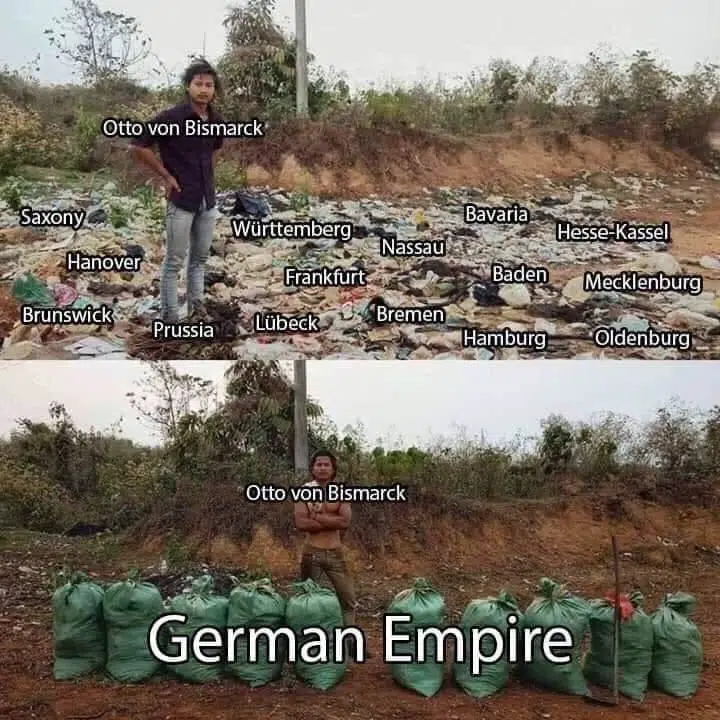 Otto von Bismarck
Saxony
Württemberg
Bavaria
Hesse-Kassel
Nassau
Hanover
Frankfurt
Baden
Mecklenburg
Brunswick
Prussia
Lübeck
Bremen
Hamburg
Oldenburg
Otto von Bismarck
German Empire